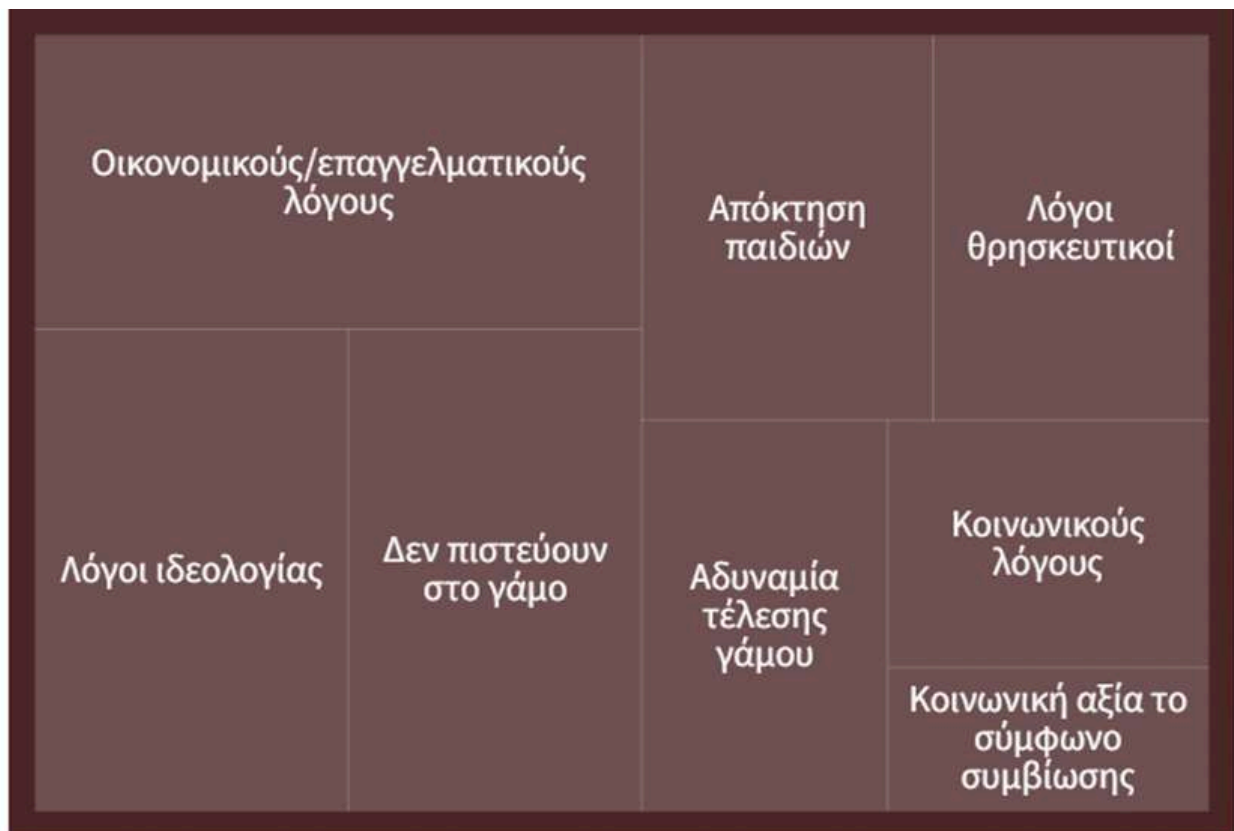 Οικονομικούς/επαγγελματικούς
λόγους
Απόκτηση
παιδιών
Λόγοι
θρησκευτικοί
Λόγοι ιδεολογίας
Δεν πιστεύουν
στο γάμο
Αδυναμία
τέλεσης
γάμου
Κοινωνικούς
λόγους
Κοινωνική αξία το
σύμφωνο
συμβίωσης